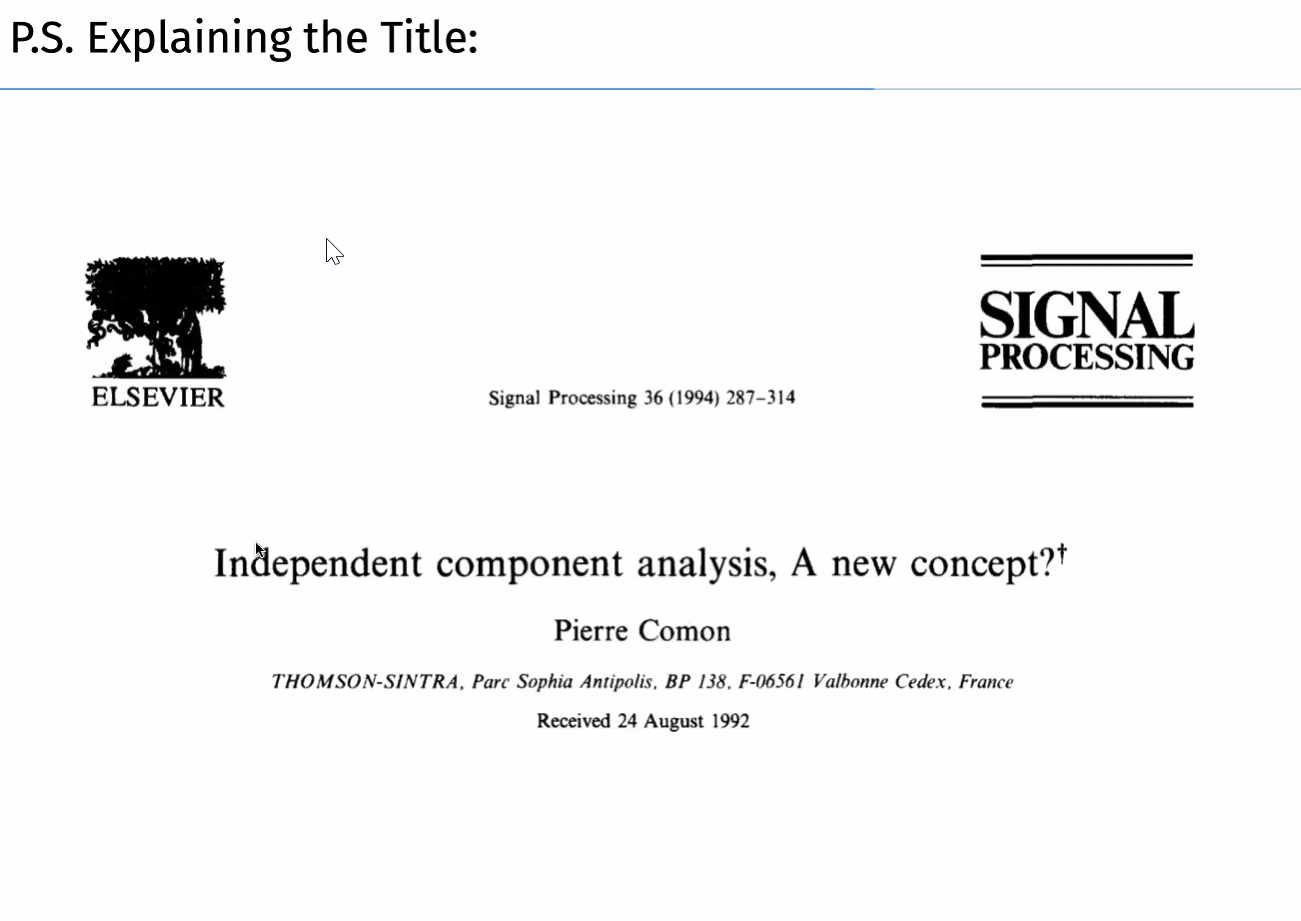 P.S. Explaining the Title:
ELSEVIER
Signal Processing 36 (1994) 287–314
SIGNAL
PROCESSING
Independent component analysis, A new concept?†
Pierre Comon
THOMSON-SINTRA, Parc Sophia Antipolis, BP 138, F-06561 Valbonne Cedex, France
Received 24 August 1992